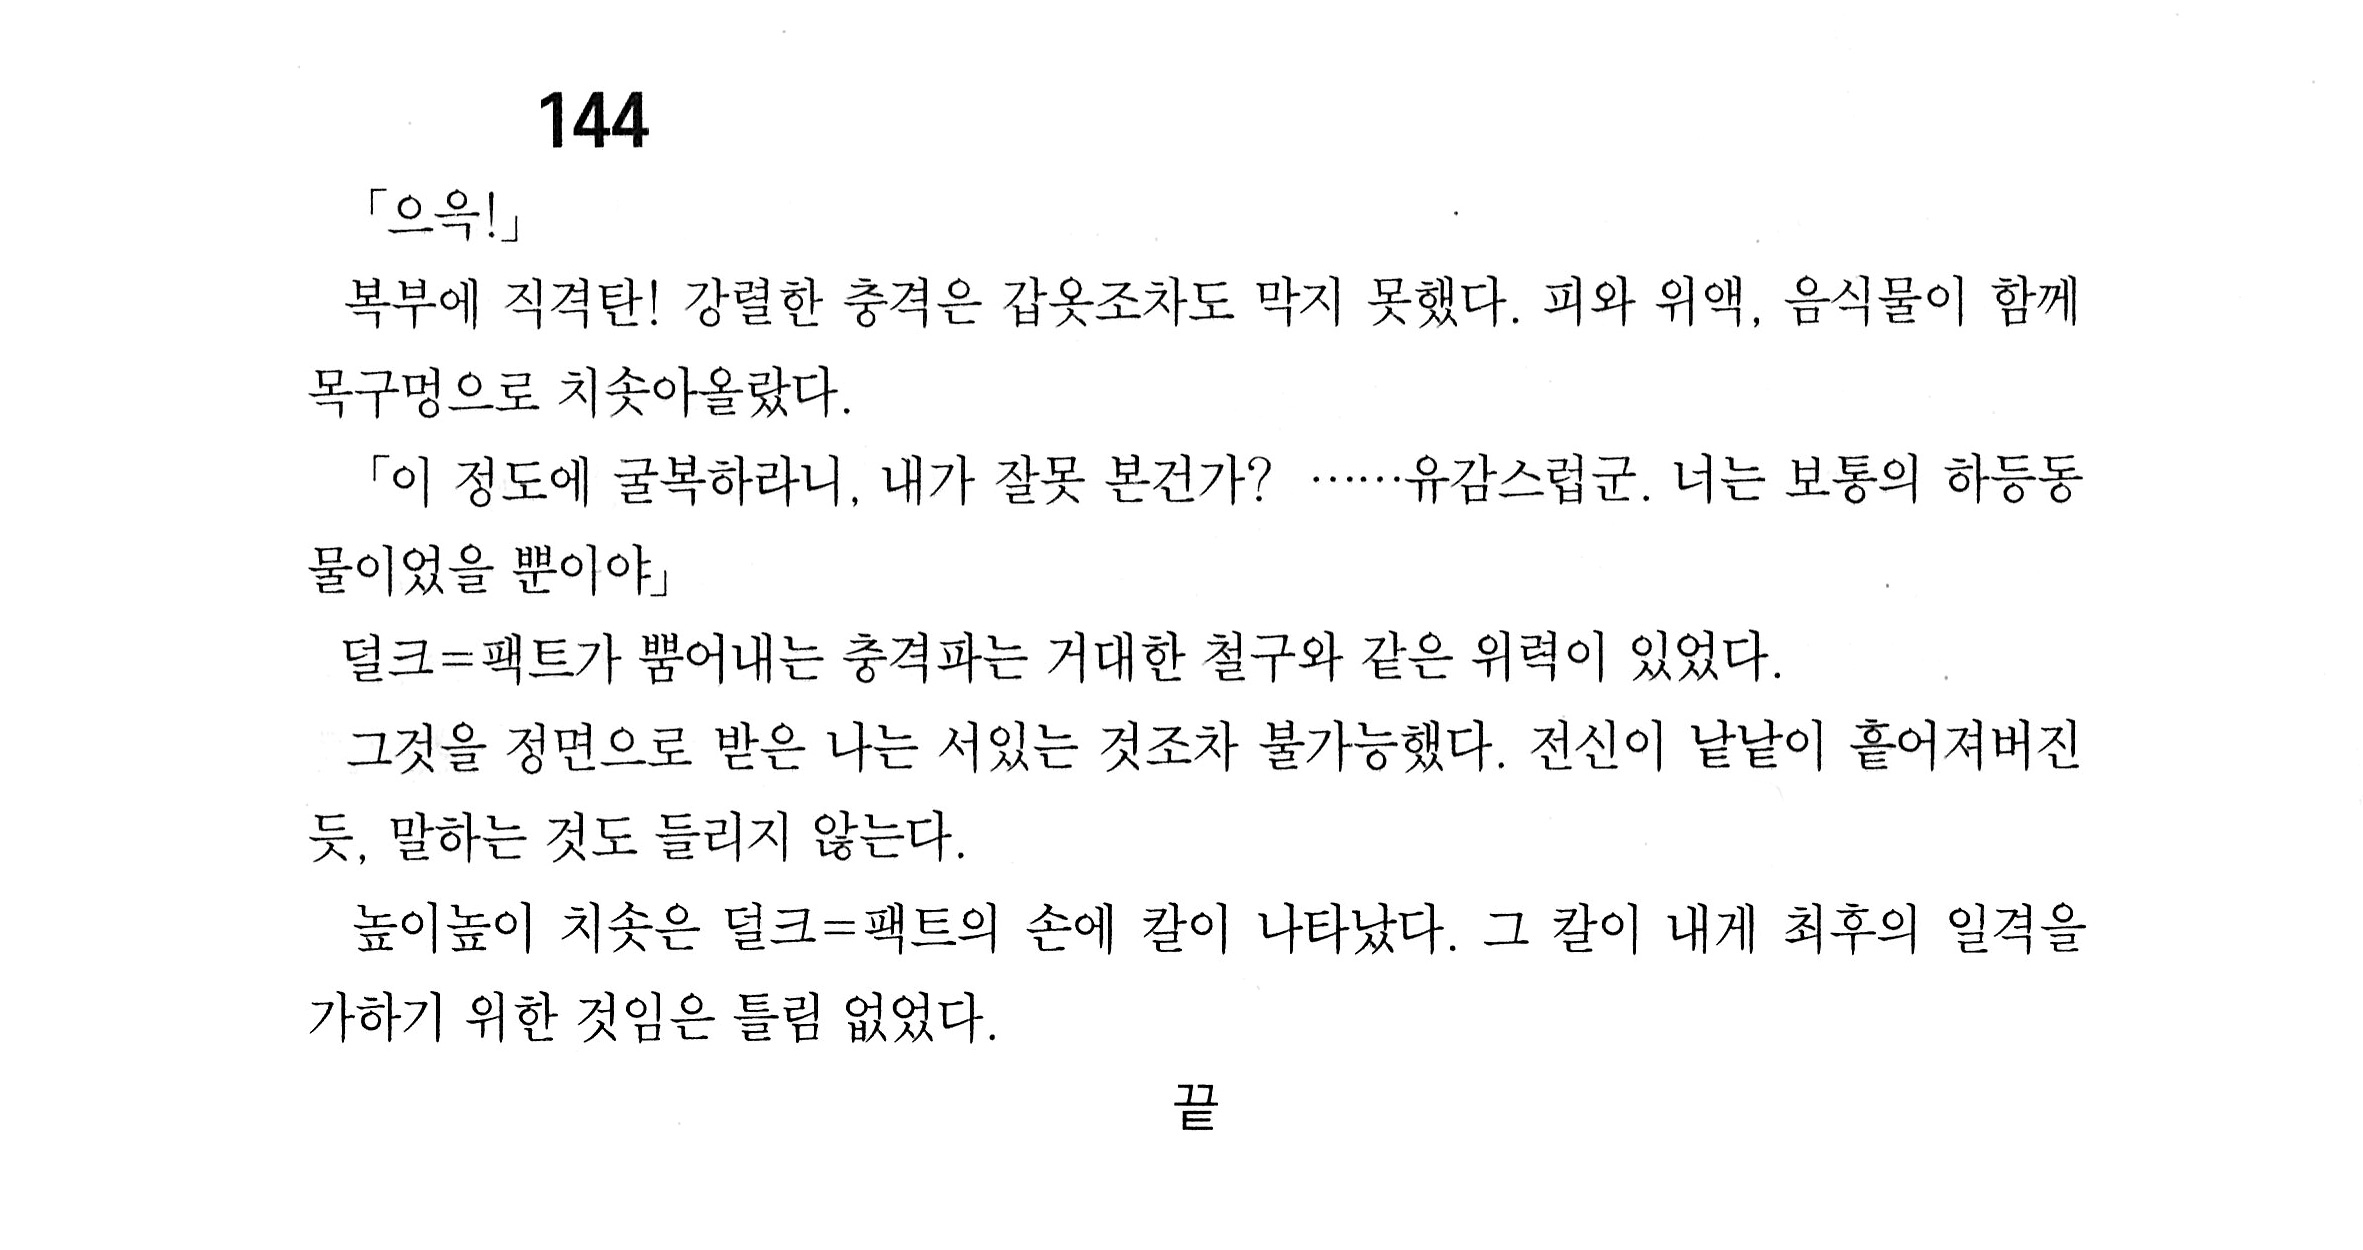 144
「으윽!」
복부에 직격탄! 강렬한 충격은 갑옷조차도 막지 못했다. 피와 위액, 음식물이 함께
목구멍으로 치솟아올랐다.
「이 정도에 굴복하라니, 내가 잘못 본건가? ……유감스럽군. 너는 보통의 하등동
물이었을 뿐이야」
덜크=팩트가 뿜어내는 충격파는 거대한 철구와 같은 위력이 있었다.
그것을 정면으로 받은 나는 서있는 것조차 불가능했다. 전신이 낱낱이 흩어져버진
듯, 말하는 것도 들리지 않는다.
높이높이 치솟은 덜크=팩트의 손에 칼이 나타났다. 그 칼이 내게 최후의 일격을
가하기 위한 것임은 틀림 없었다.
끝